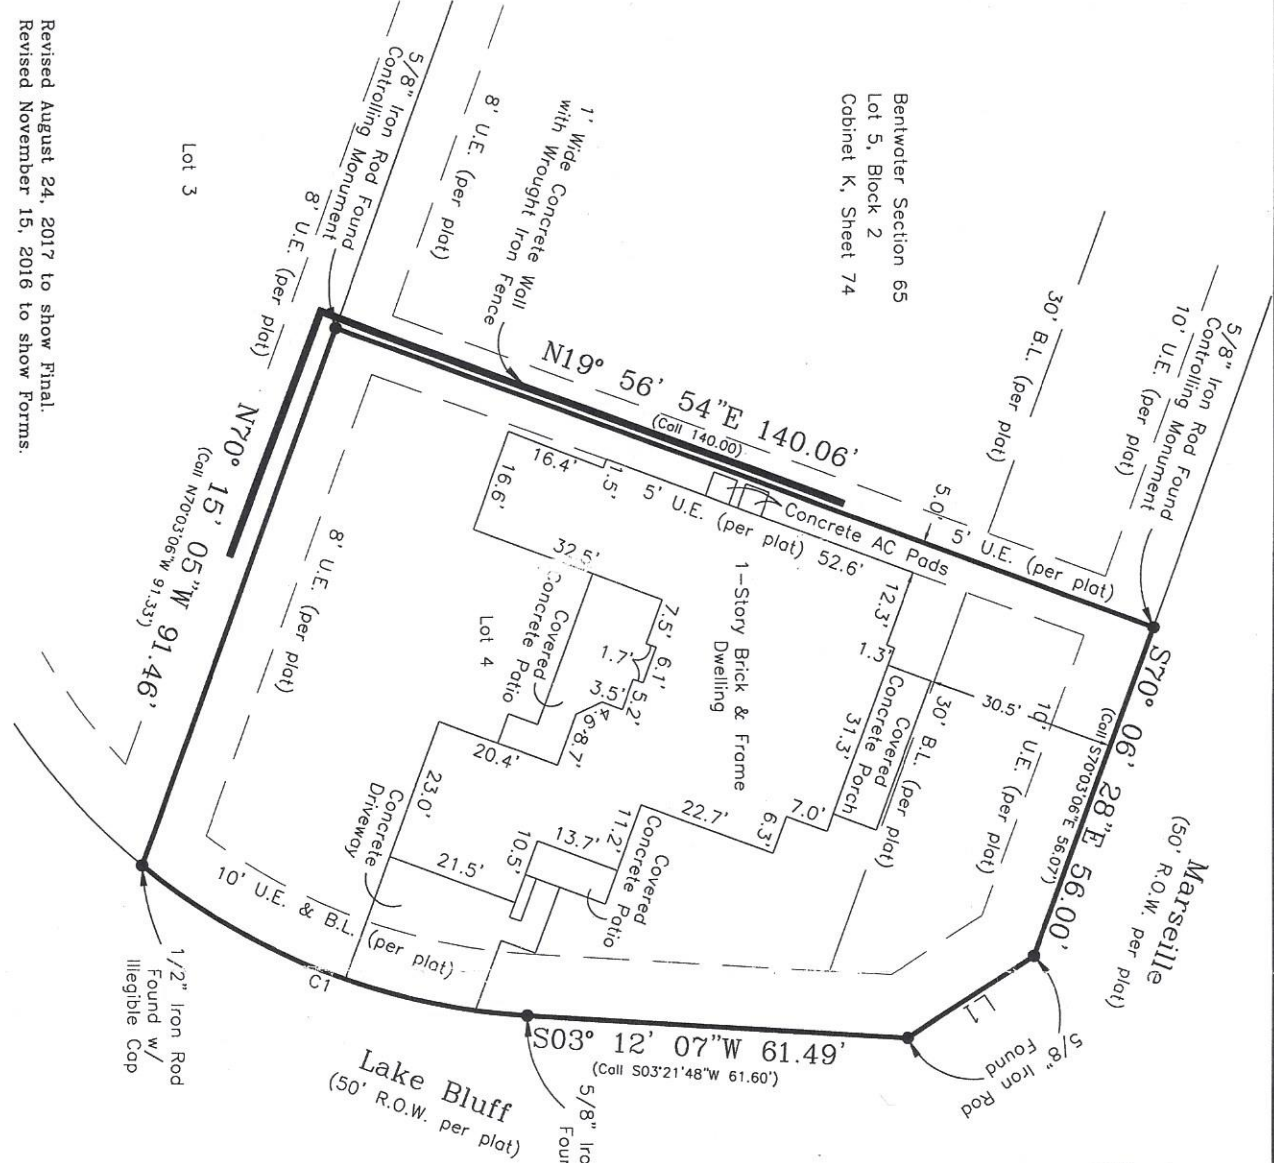 Revised August 24, 2017 to show Final.
Revised November 15, 2016 to show Forms.
Lot 3
5/8" Iron Rod Found
Controlling Monument
8' U.E. (per plat)
8' U.E. (per plat)
1' Wide Concrete Wall
with Wrought Iron Fence
Bentwater Section 65
Lot 5, Block 2
Cabinet K, Sheet 74
30' B.L. (per plat)
10' U.E. (per plat)
5/8" Iron Rod Found
Controlling Monument
N19° 56' 54"E 140.06'
(Call 140.00)
5.0'
5' U.E. (per plat)
5' U.E. (per plat)
52.6'
16.4'
1.5'
16.6'
32.5'
Concrete AC Pads
12.3'
1.3'
1-Story Brick & Frame
Dwelling
7.5'
6.1'
1.7'
5.2'
3.5'
4.6'
8.7'
Covered
Concrete Patio
Lot 4
20.4'
Covered
Concrete Porch
31.3'
30.5'
30' B.L. (per plat)
10' U.E. (per plat)
7.0'
6.3'
22.7'
11.2'
13.7'
10.5'
Covered
Concrete Patio
23.0'
21.5'
Concrete
Driveway
8' U.E. (per plat)
N70° 15' 05"W 91.46'
(Call N70°03'06"W 91.33')
S70° 06' 28"E 56.00'
(Call S70°03'06"E 56.07')
Marseille
(50' R.O.W. per plat)
L1
5/8" Iron Rod
Found
10' U.E. & B.L. (per plat)
C1
1/2" Iron Rod
Found w/
Illegible Cap
S03° 12' 07"W 61.49'
(Call S03°21'48"W 61.60')
Lake Bluff
(50' R.O.W. per plat)
5/8"